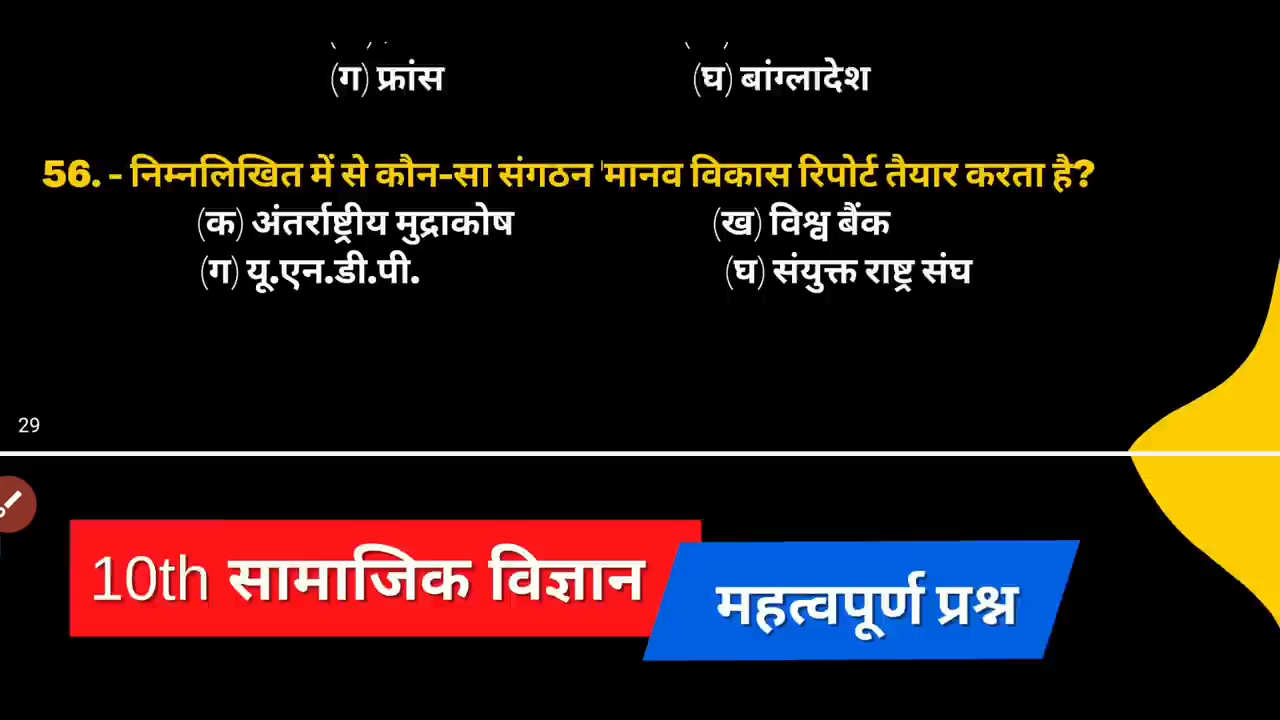 (ग) फ्रांस (घ) बांग्लादेश
56. - निम्नलिखित में से कौन-सा संगठन 'मानव विकास रिपोर्ट तैयार करता है?
(क) अंतर्राष्ट्रीय मुद्राकोष (ख) विश्व बैंक
(ग) यू.एन.डी.पी. (घ) संयुक्त राष्ट्र संघ
29
10th सामाजिक विज्ञान
महत्वपूर्ण प्रश्न